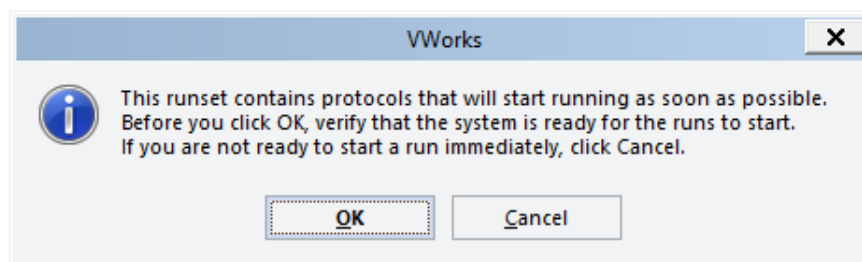 VWorks
This runset contains protocols that will start running as soon as possible.
Before you click OK, verify that the system is ready for the runs to start.
If you are not ready to start a run immediately, click Cancel.
OK
Cancel